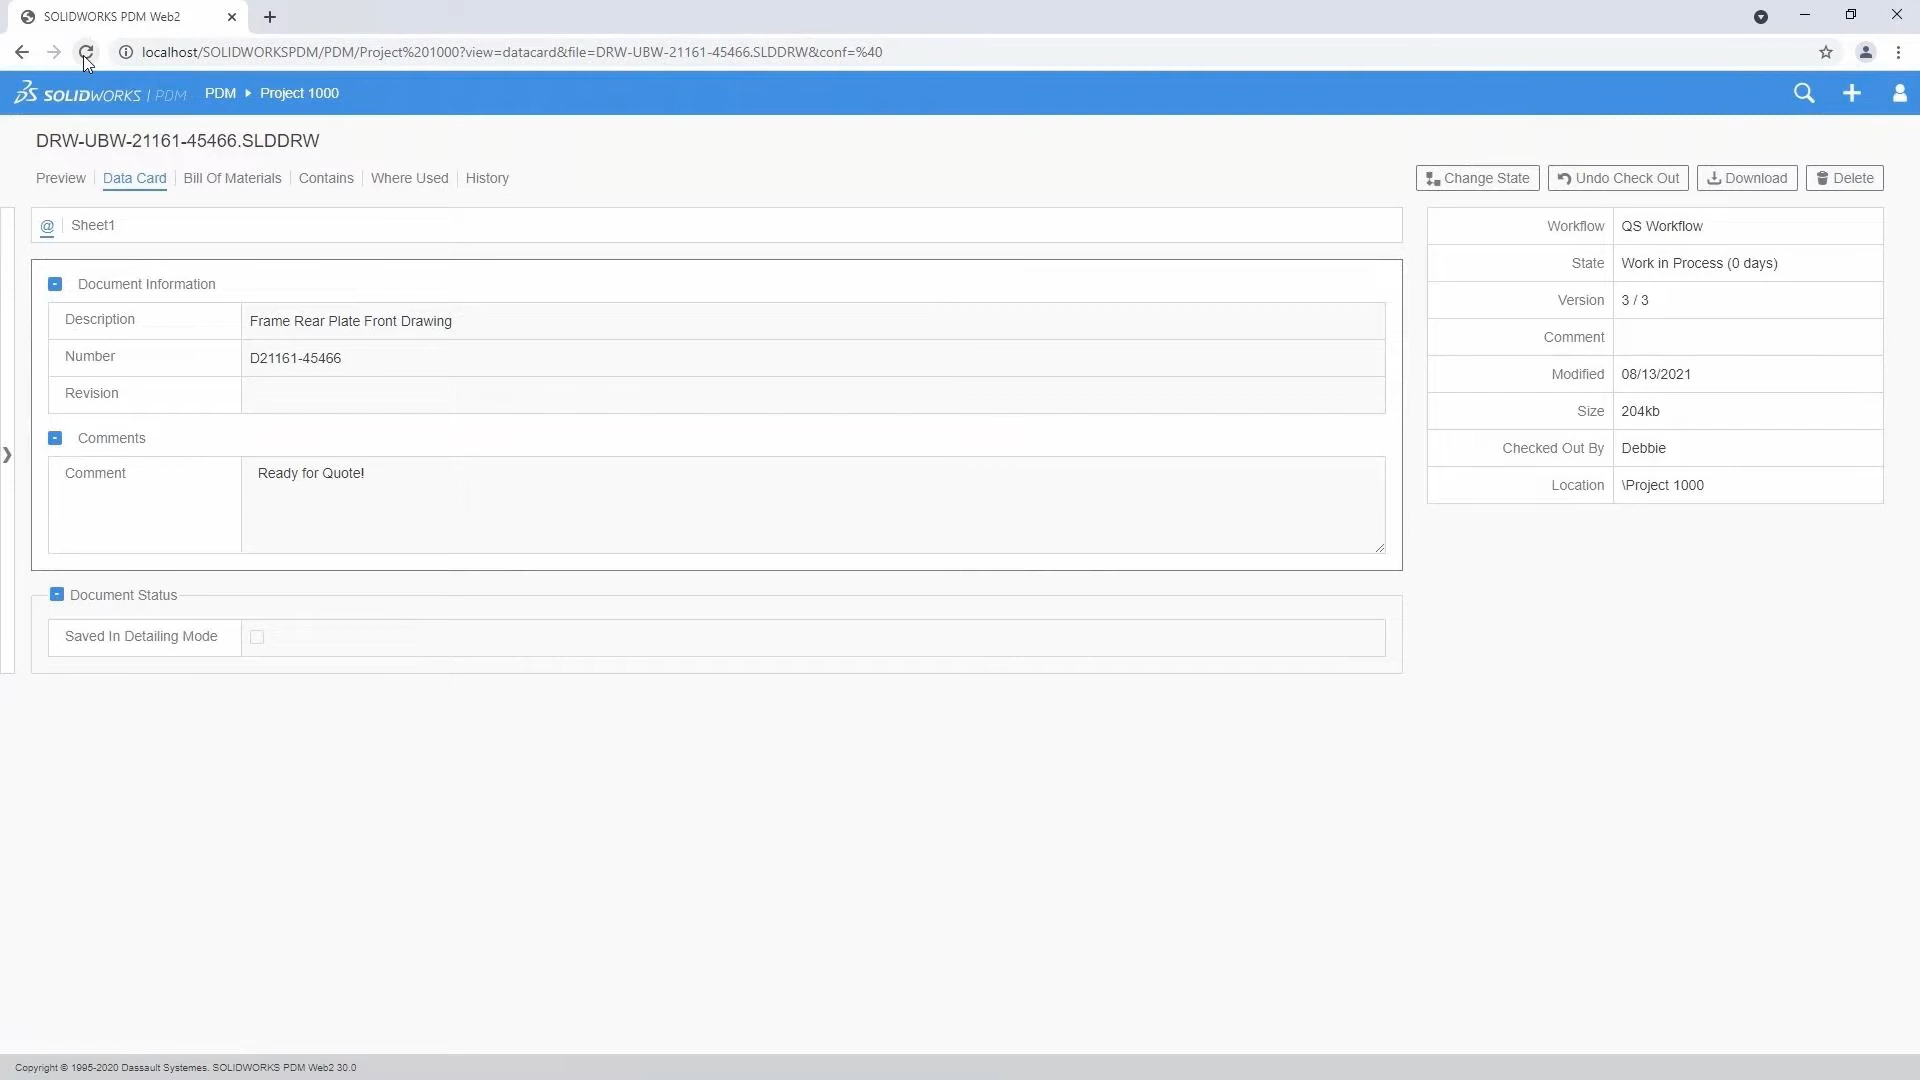 SOLIDWORKS PDM Web2
localhost/SOLIDWORKSPDM/PDM/Project%201000?view=datacard&file=DRW-UBW-21161-45466.SLDDRW&conf=%40
SOLIDWORKS | PDM PDM Project 1000
DRW-UBW-21161-45466.SLDDRW
Preview Data Card Bill Of Materials Contains Where Used History Change State Undo Check Out Download Delete
@ Sheet1
Document Information
Description Frame Rear Plate Front Drawing
Number D21161-45466
Revision
Comments
Comment Ready for Quote!
Document Status
Saved In Detailing Mode
Workflow QS Workflow
State Work in Process (0 days)
Version 3 / 3
Comment
Modified 08/13/2021
Size 204kb
Checked Out By Debbie
Location \Project 1000
Copyright © 1995-2020 Dassault Systemes. SOLIDWORKS PDM Web2 30.0